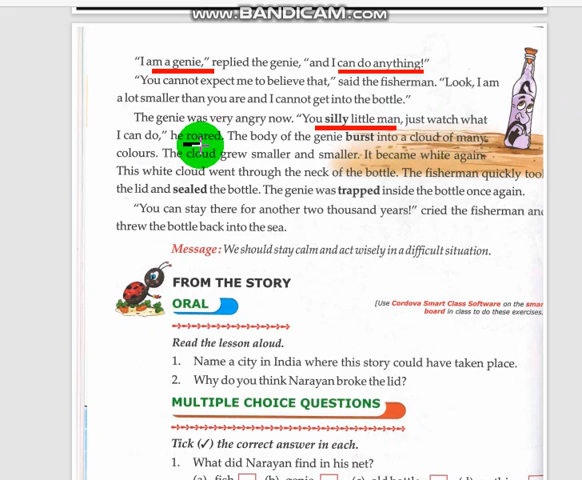 www.BANDICAM.com
"I am a genie," replied the genie, "and I can do anything!"
"You cannot expect me to believe that," said the fisherman. "Look, I am
a lot smaller than you are and I cannot get into the bottle."
The genie was very angry now. "You silly little man, just watch what
I can do," he roared. The body of the genie burst into a cloud of many
colours. The cloud grew smaller and smaller. It became white again.
This white cloud went through the neck of the bottle. The fisherman quickly too
the lid and sealed the bottle. The genie was trapped inside the bottle once again.
"You can stay there for another two thousand years!" cried the fisherman and
threw the bottle back into the sea.
Message: We should stay calm and act wisely in a difficult situation.
FROM THE STORY
ORAL
[Use Cordova Smart Class Software on the smar
board in class to do these exercises.
Read the lesson aloud.
1. Name a city in India where this story could have taken place.
2. Why do you think Narayan broke the lid?
MULTIPLE CHOICE QUESTIONS
Tick (✓) the correct answer in each.
1. What did Narayan find in his net?